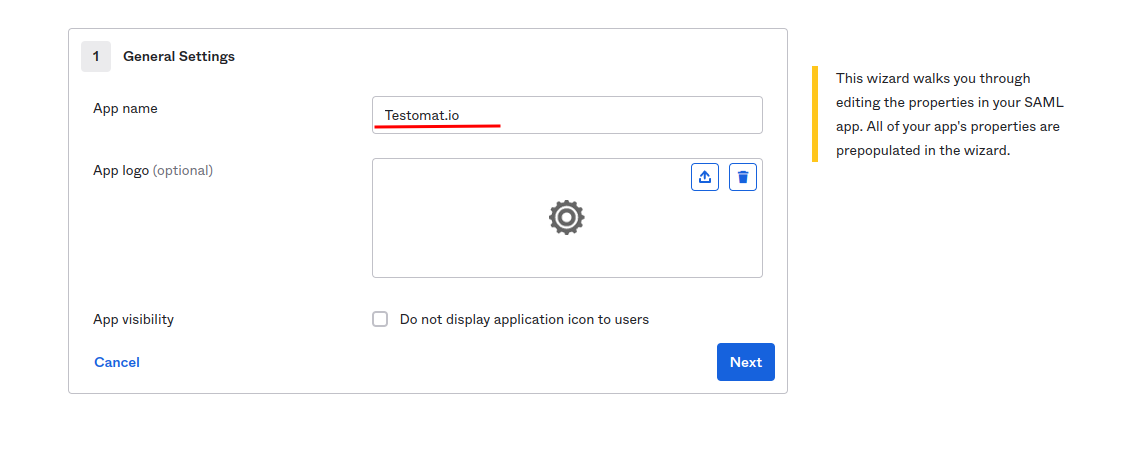 1 General Settings
App name
Testomat.io
App logo (optional)
App visibility
Do not display application icon to users
Cancel
Next
This wizard walks you through
editing the properties in your SAML
app. All of your app's properties are
prepopulated in the wizard.